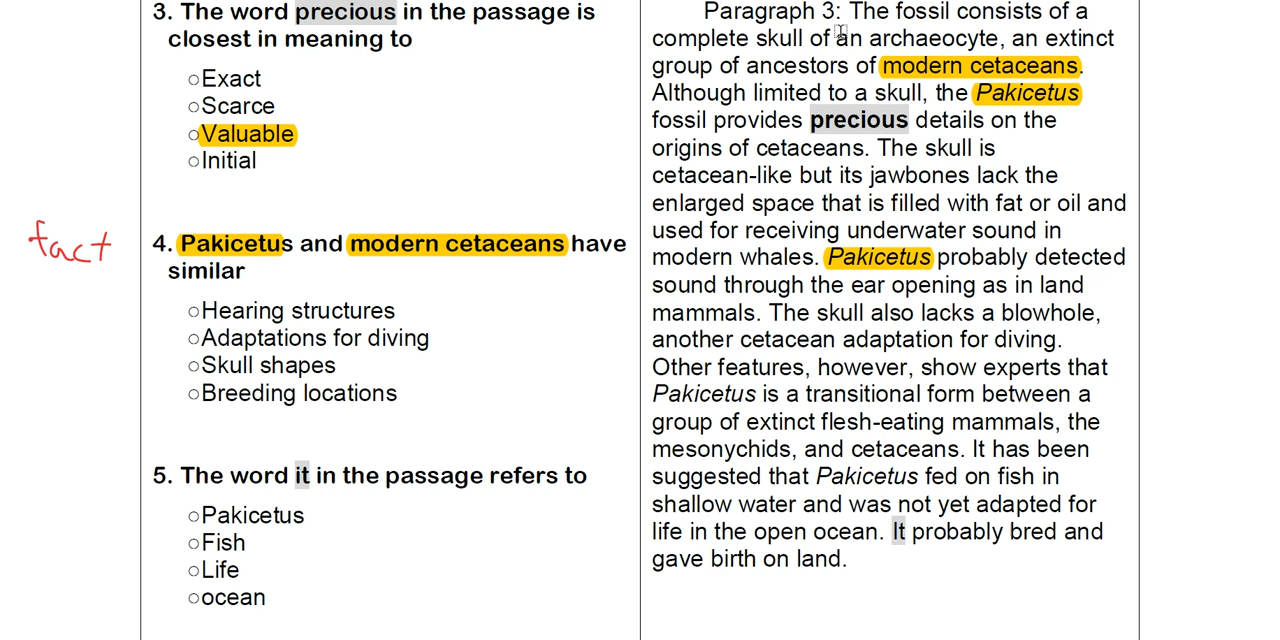 3. The word precious in the passage is
closest in meaning to
○Exact
○Scarce
○Valuable
○Initial
fact
4. Pakicetus and modern cetaceans have
similar
○Hearing structures
○Adaptations for diving
○Skull shapes
○Breeding locations
5. The word it in the passage refers to
○Pakicetus
○Fish
○Life
○ocean
Paragraph 3: The fossil consists of a
complete skull of an archaeocyte, an extinct
group of ancestors of modern cetaceans.
Although limited to a skull, the Pakicetus
fossil provides precious details on the
origins of cetaceans. The skull is
cetacean-like but its jawbones lack the
enlarged space that is filled with fat or oil and
used for receiving underwater sound in
modern whales. Pakicetus probably detected
sound through the ear opening as in land
mammals. The skull also lacks a blowhole,
another cetacean adaptation for diving.
Other features, however, show experts that
Pakicetus is a transitional form between a
group of extinct flesh-eating mammals, the
mesonychids, and cetaceans. It has been
suggested that Pakicetus fed on fish in
shallow water and was not yet adapted for
life in the open ocean. It probably bred and
gave birth on land.